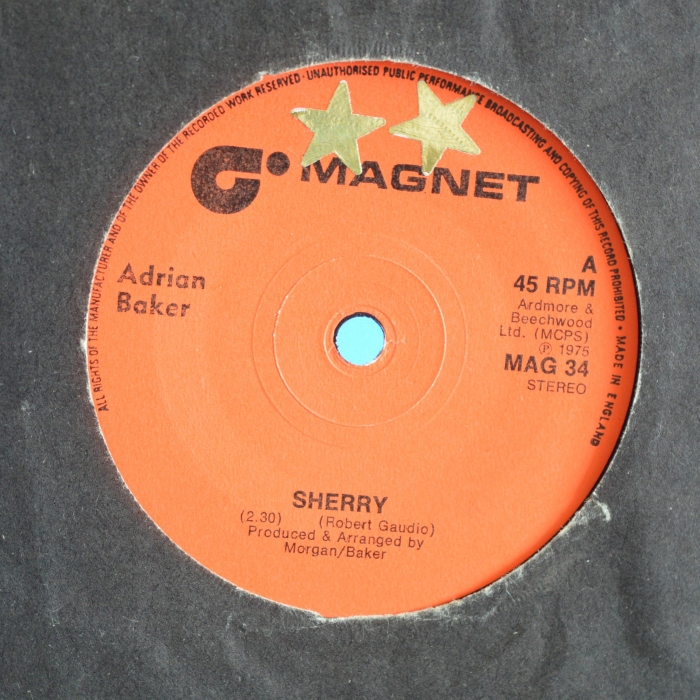 ALL RIGHTS OF THE MANUFACTURER AND OF THE OWNER OF THE RECORDED WORK RESERVED · UNAUTHORISED PUBLIC PERFORMANCE BROADCASTING AND COPYING OF THIS RECORD PROHIBITED • MADE IN ENGLAND
MAGNET
Adrian
Baker
A
45 RPM
Ardmore &
Beechwood
Ltd. (MCPS)
℗ 1975
MAG 34
STEREO
SHERRY
(2.30) (Robert Gaudio)
Produced & Arranged by
Morgan/Baker